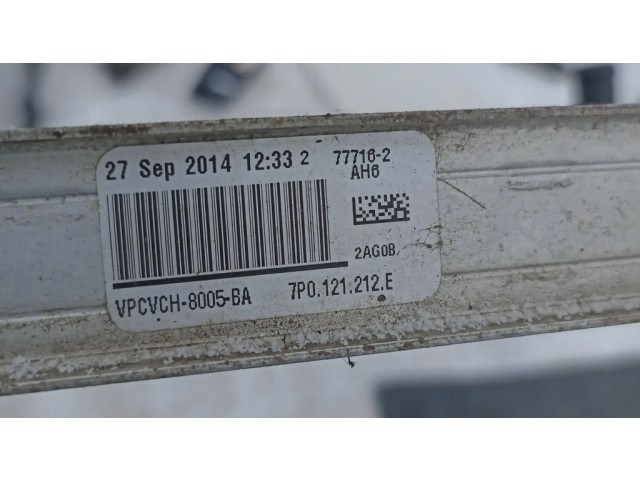 27 Sep 2014 12:33 2 77716-2
AH6
2AG0B
VPCVCH-8005-BA 7P0.121.212.E